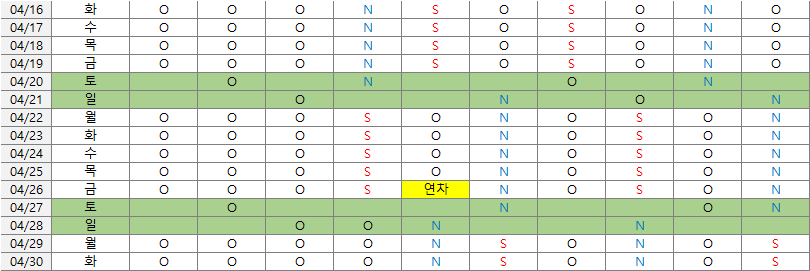 04/16 화 O O O N S O S O N O
04/17 수 O O O N S O S O N O
04/18 목 O O O N S O S O N O
04/19 금 O O O N S O S O N O
04/20 토 O N O N
04/21 일 O N O N
04/22 월 O O O S O N O S O N
04/23 화 O O O S O N O S O N
04/24 수 O O O S O N O S O N
04/25 목 O O O S O N O S O N
04/26 금 O O O S 연차 N O S O N
04/27 토 O N O N
04/28 일 O O N N
04/29 월 O O O O N S O N O S
04/30 화 O O O O N S O N O S